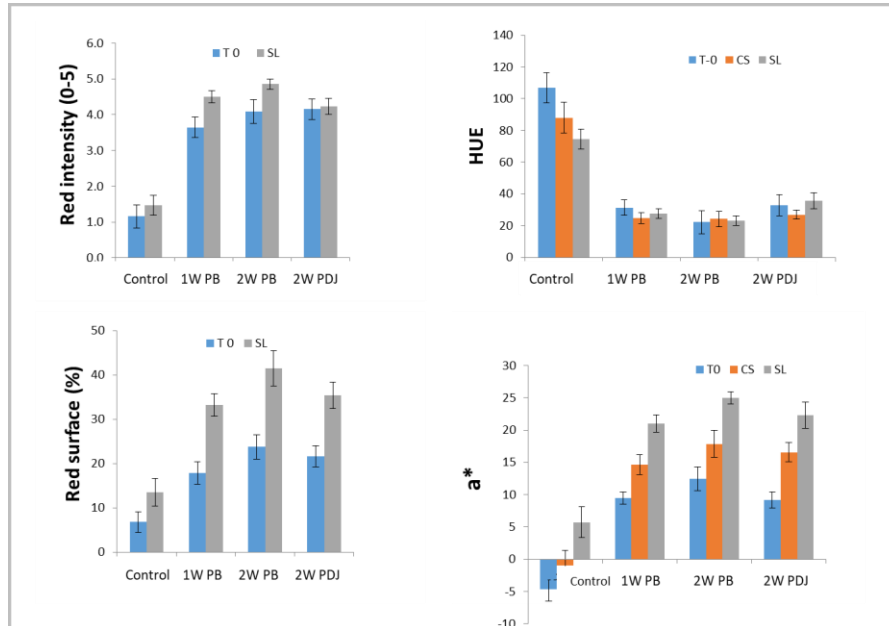 Red intensity (0-5)
T 0 SL
6.0
5.0
4.0
3.0
2.0
1.0
0.0
Control 1W PB 2W PB 2W PDJ
HUE
T-0 CS SL
140
120
100
80
60
40
20
0
Control 1W PB 2W PB 2W PDJ
Red surface (%)
T 0 SL
50
40
30
20
10
0
Control 1W PB 2W PB 2W PDJ
a*
T0 CS SL
30
25
20
15
10
5
0
-5
-10
Control 1W PB 2W PB 2W PDJ